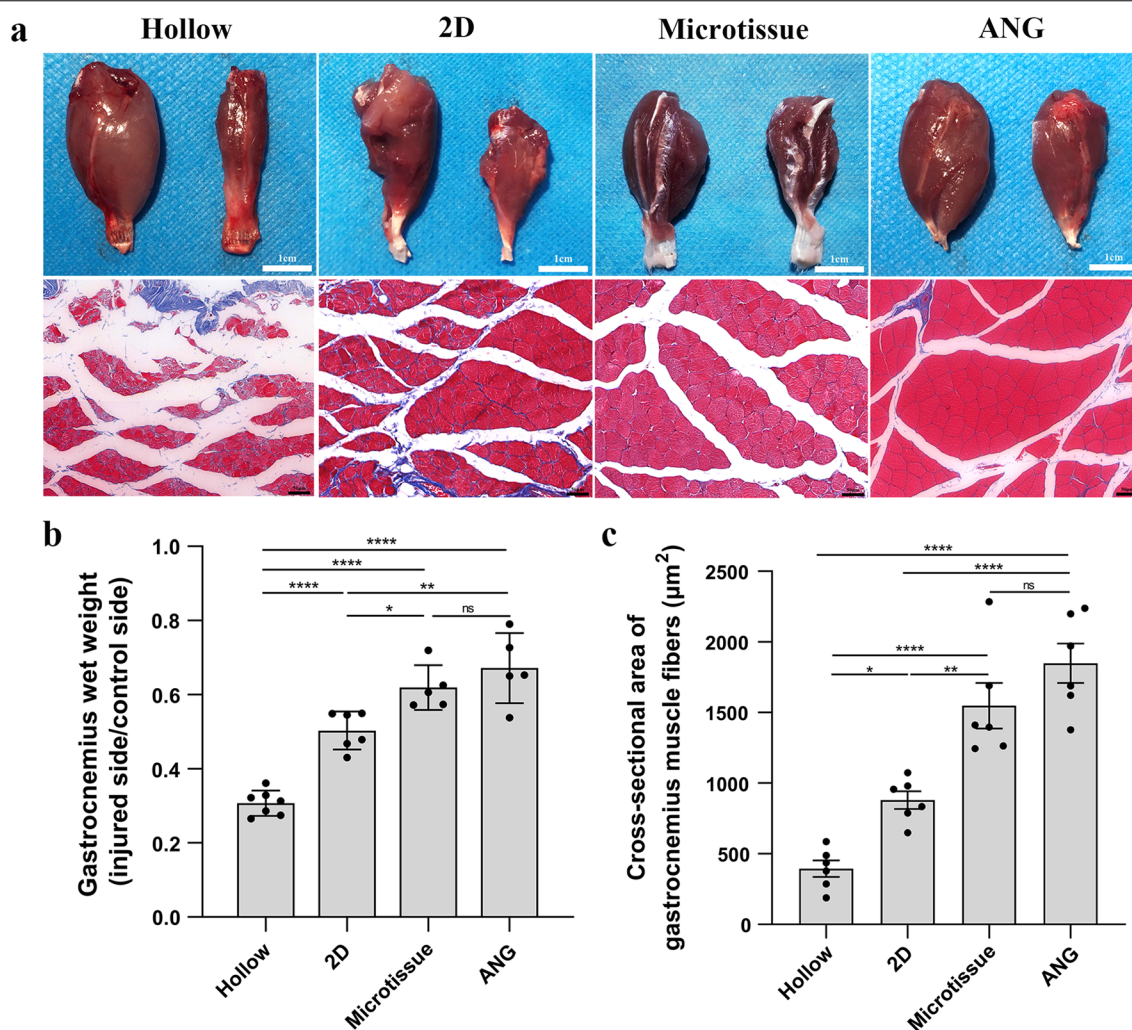 a
Hollow
2D
Microtissue
ANG
1cm
1cm
1cm
1cm
b
Gastrocnemius wet weight
(injured side/control side)
1.0
0.8
0.6
0.4
0.2
0.0
****
****
****
**
*
ns
Hollow
2D
Microtissue
ANG
c
Cross-sectional area of
gastrocnemius muscle fibers (µm²)
2500
2000
1500
1000
500
0
****
****
ns
****
*
**
Hollow
2D
Microtissue
ANG